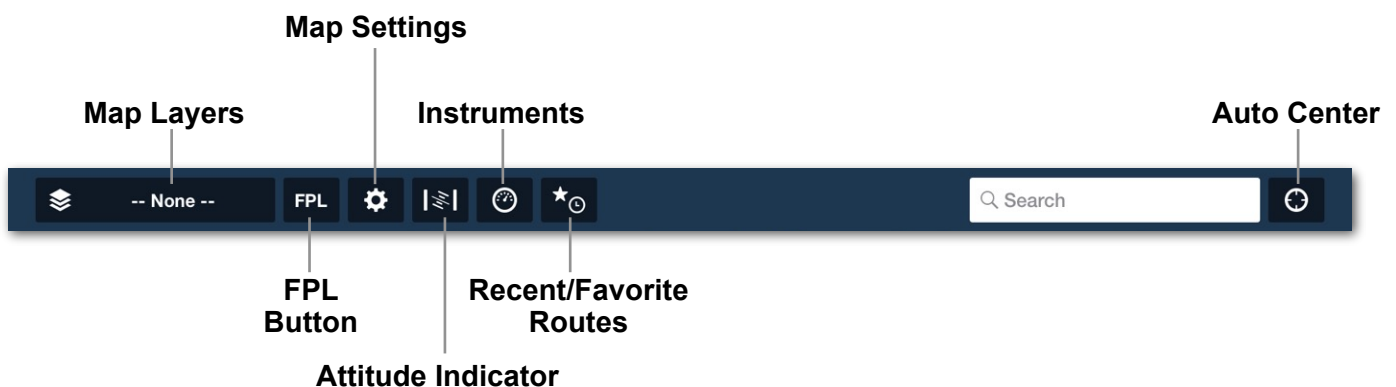 Map Settings
Map Layers
Instruments
Auto Center
-- None --
FPL
Search
FPL
Button
Recent/Favorite
Routes
Attitude Indicator